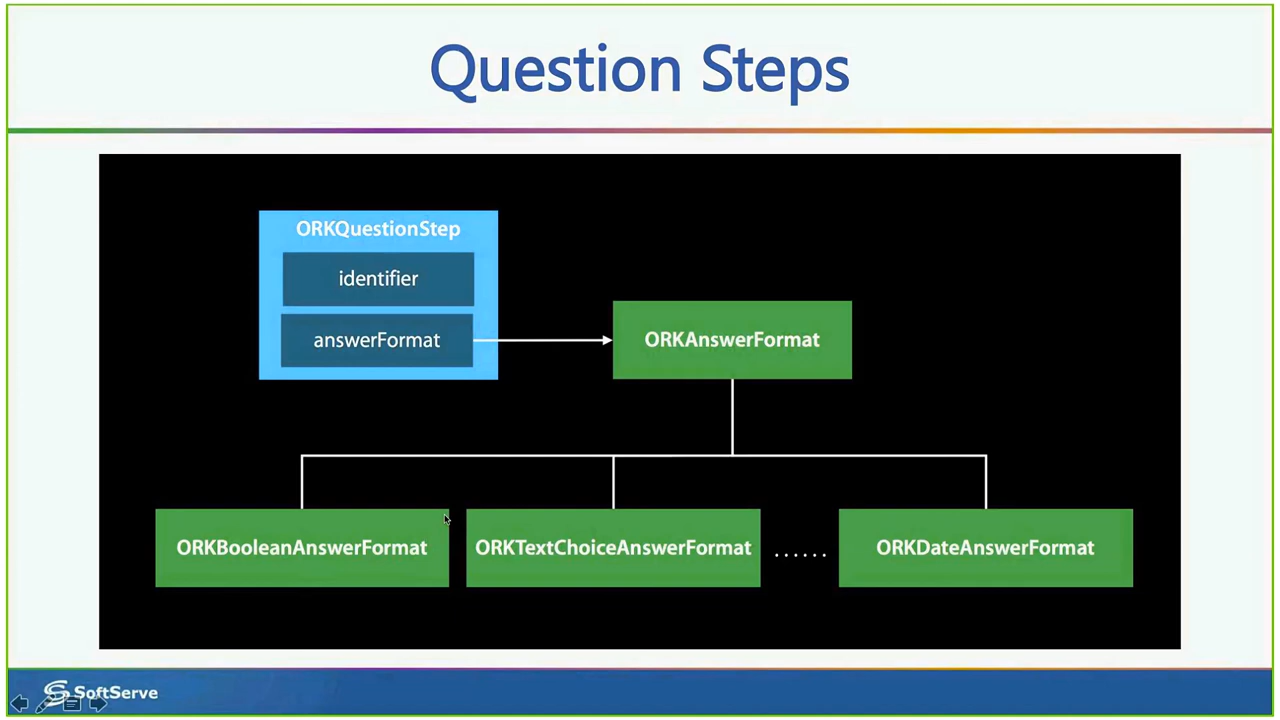 Question Steps
ORKQuestionStep
identifier
answerFormat
ORKAnswerFormat
ORKBooleanAnswerFormat
ORKTextChoiceAnswerFormat
......
ORKDateAnswerFormat
SoftServe